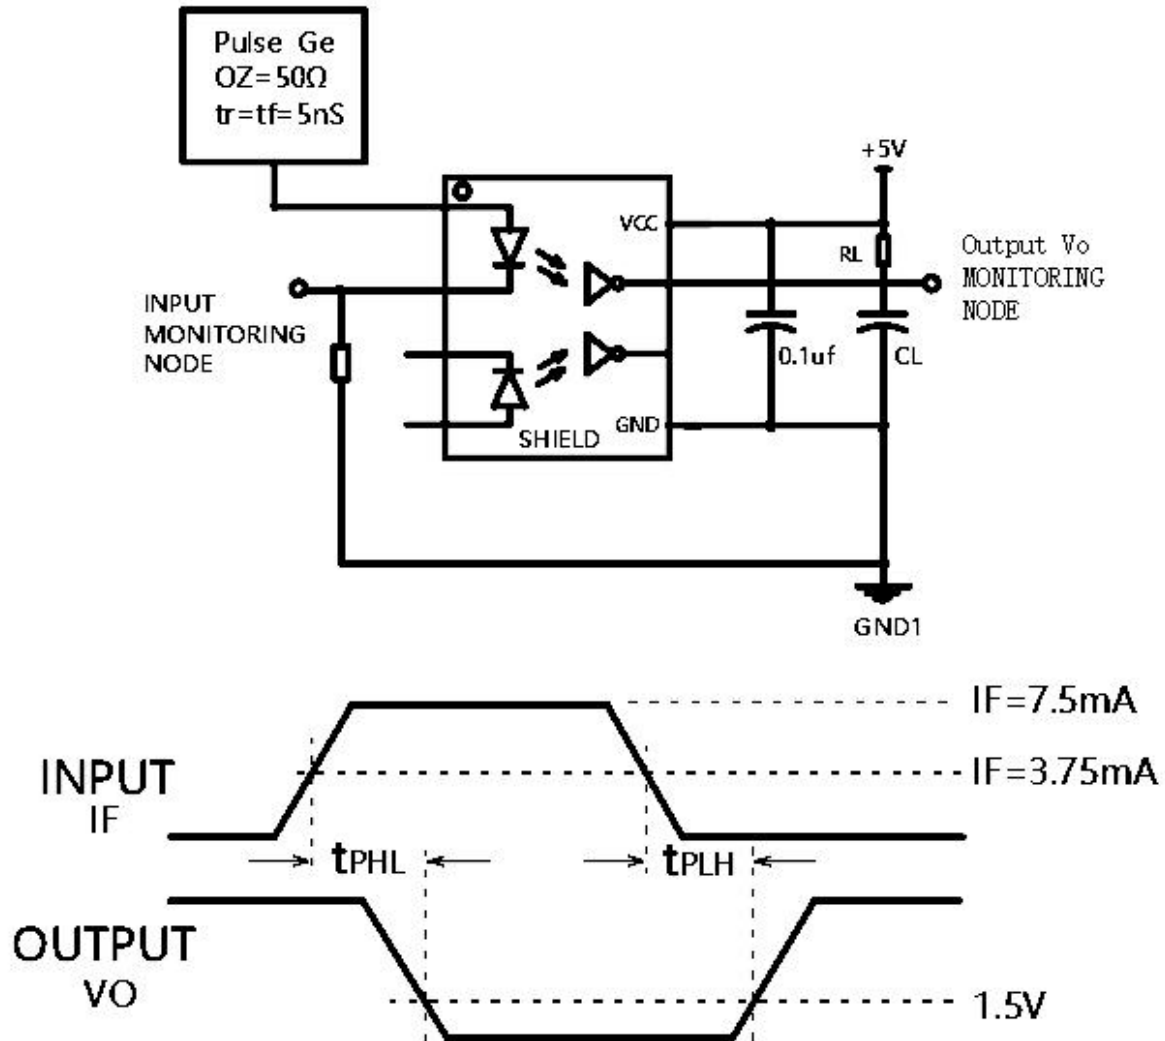 Pulse Ge
OZ=50Ω
tr=tf=5nS
+5V
VCC
RL
Output Vo
MONITORING
NODE
INPUT
MONITORING
NODE
0.1uf
CL
GND
SHIELD
GND1
IF=7.5mA
INPUT
IF
IF=3.75mA
tPHL
tPLH
OUTPUT
VO
1.5V